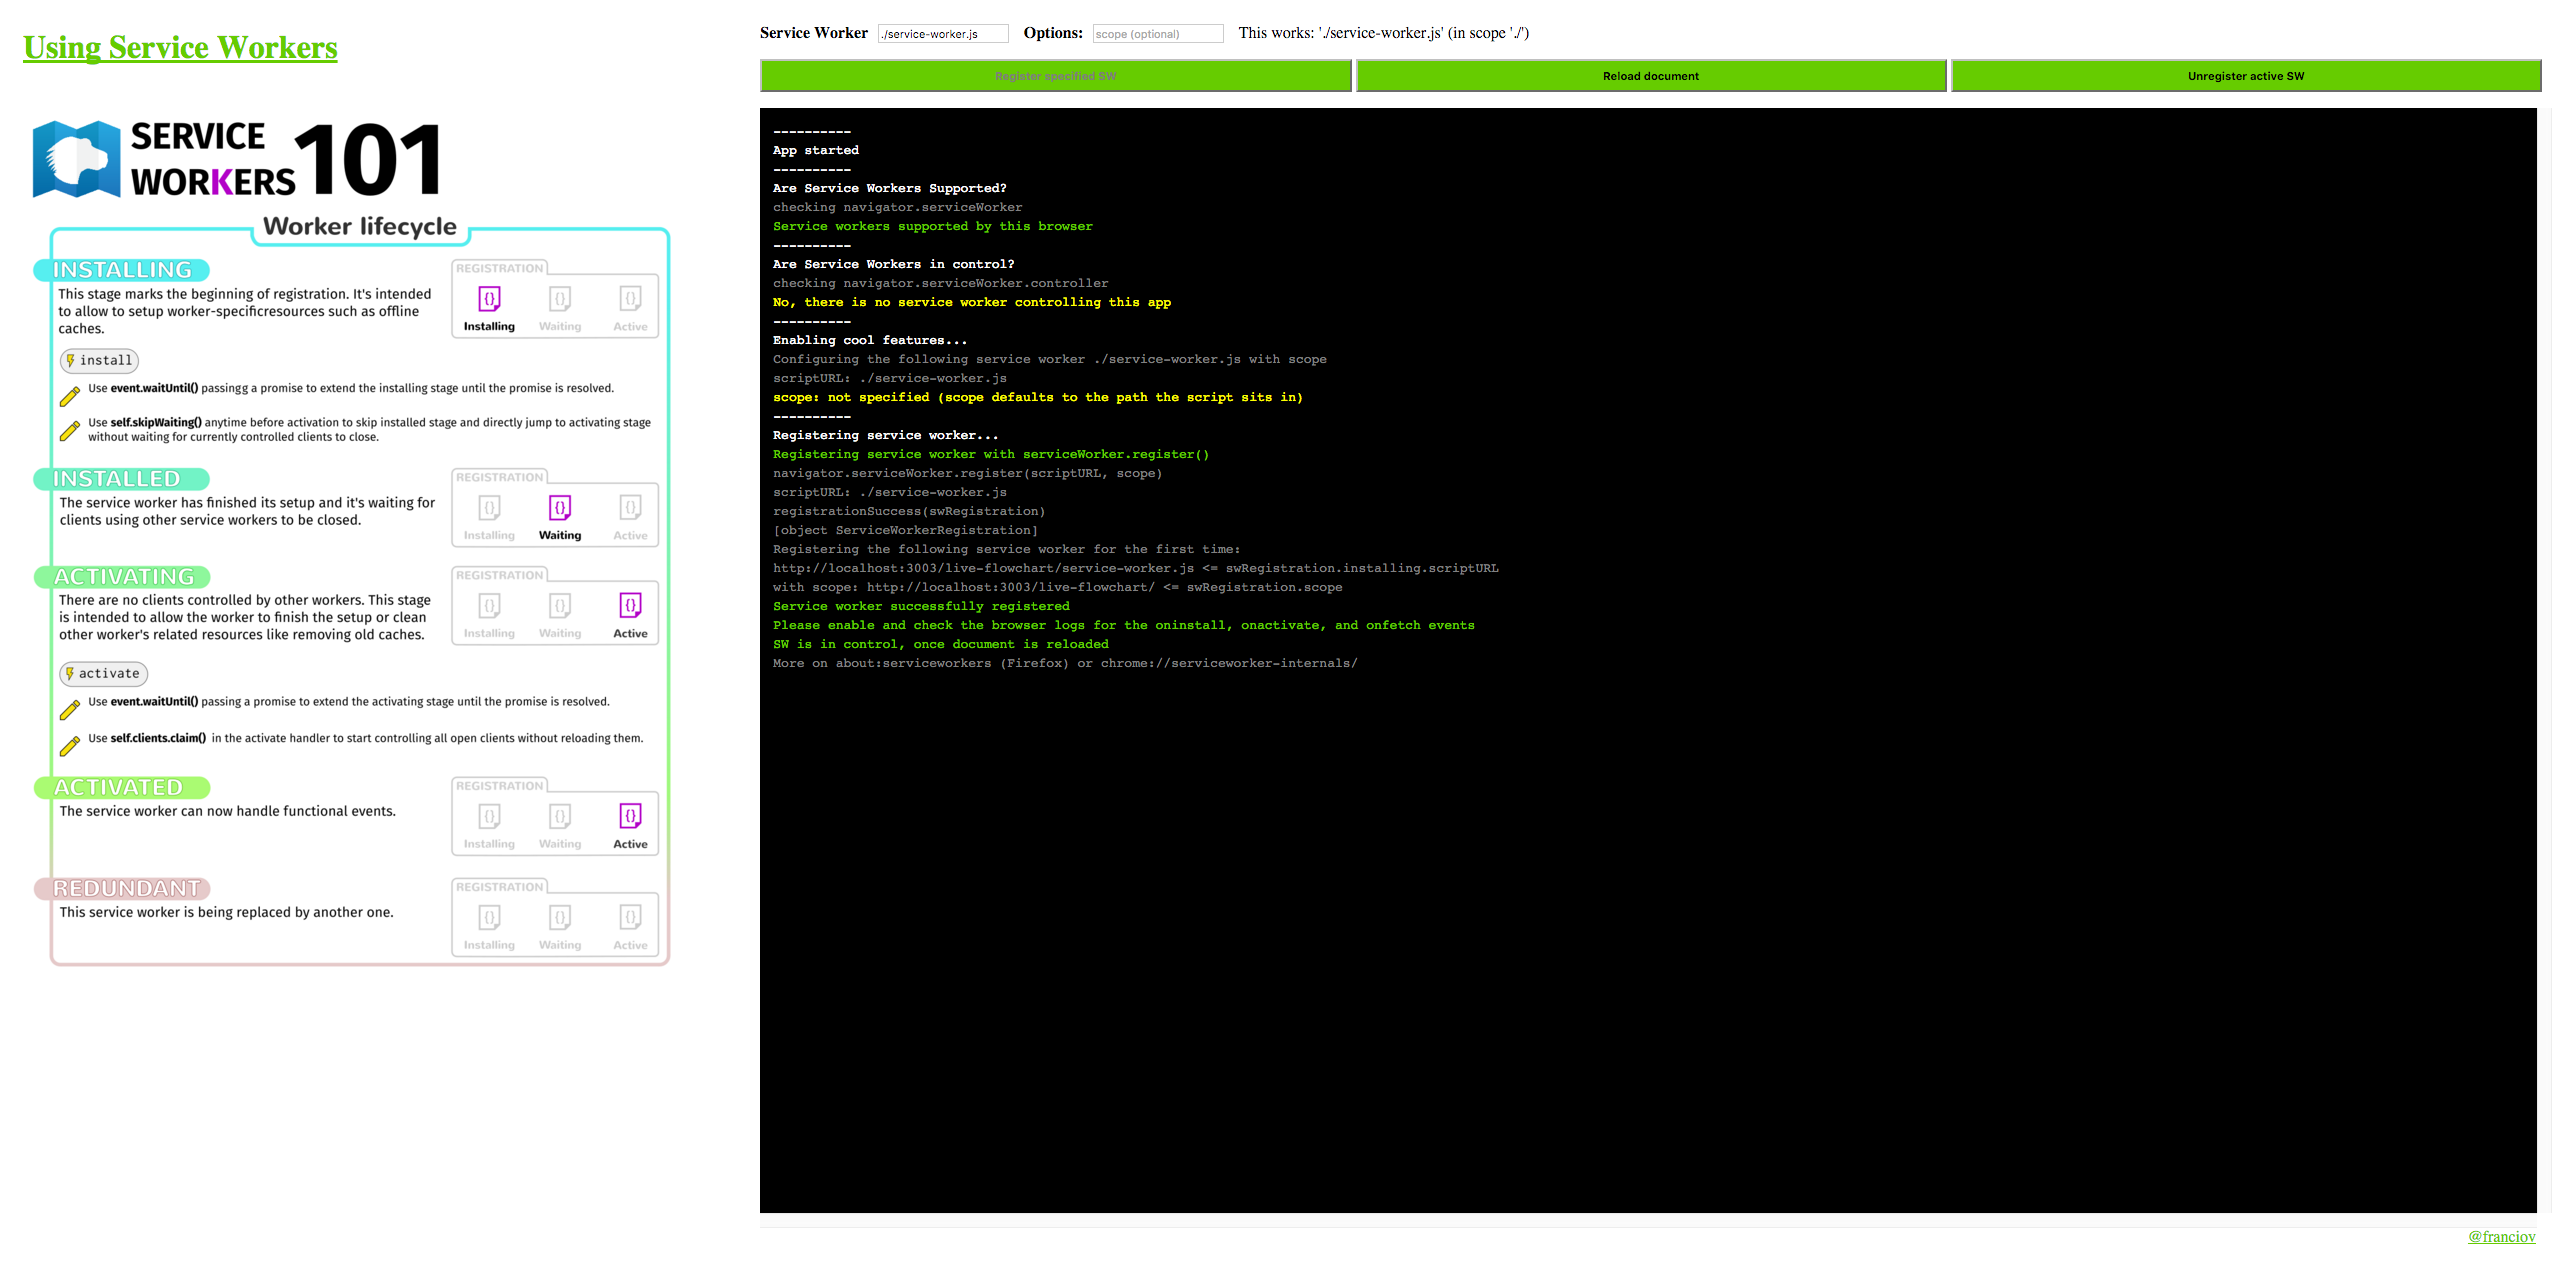 Using Service Workers
SERVICE
WORKERS
101
Worker lifecycle
INSTALLING
This stage marks the beginning of registration. It's intended
to allow to setup worker-specificresources such as offline
caches.
REGISTRATION
Installing Waiting Active
install
Use event.waitUntil() passingg a promise to extend the installing stage until the promise is resolved.
Use self.skipWaiting() anytime before activation to skip installed stage and directly jump to activating stage
without waiting for currently controlled clients to close.
INSTALLED
The service worker has finished its setup and it's waiting for
clients using other service workers to be closed.
REGISTRATION
Installing Waiting Active
ACTIVATING
There are no clients controlled by other workers. This stage
is intended to allow the worker to finish the setup or clean
other worker's related resources like removing old caches.
REGISTRATION
Installing Waiting Active
activate
Use event.waitUntil() passing a promise to extend the activating stage until the promise is resolved.
Use self.clients.claim() in the activate handler to start controlling all open clients without reloading them.
ACTIVATED
The service worker can now handle functional events.
REGISTRATION
Installing Waiting Active
REDUNDANT
This service worker is being replaced by another one.
REGISTRATION
Installing Waiting Active
Service Worker ./service-worker.js Options: scope (optional) This works: './service-worker.js' (in scope './')
Register specified SW Reload document Unregister active SW
----------
App started
----------
Are Service Workers Supported?
checking navigator.serviceWorker
Service workers supported by this browser
----------
Are Service Workers in control?
checking navigator.serviceWorker.controller
No, there is no service worker controlling this app
----------
Enabling cool features...
Configuring the following service worker ./service-worker.js with scope
scriptURL: ./service-worker.js
scope: not specified (scope defaults to the path the script sits in)
----------
Registering service worker...
Registering service worker with serviceWorker.register()
navigator.serviceWorker.register(scriptURL, scope)
scriptURL: ./service-worker.js
registrationSuccess(swRegistration)
[object ServiceWorkerRegistration]
Registering the following service worker for the first time:
http://localhost:3003/live-flowchart/service-worker.js <= swRegistration.installing.scriptURL
with scope: http://localhost:3003/live-flowchart/ <= swRegistration.scope
Service worker successfully registered
Please enable and check the browser logs for the oninstall, onactivate, and onfetch events
SW is in control, once document is reloaded
More on about:serviceworkers (Firefox) or chrome://serviceworker-internals/
@franciov